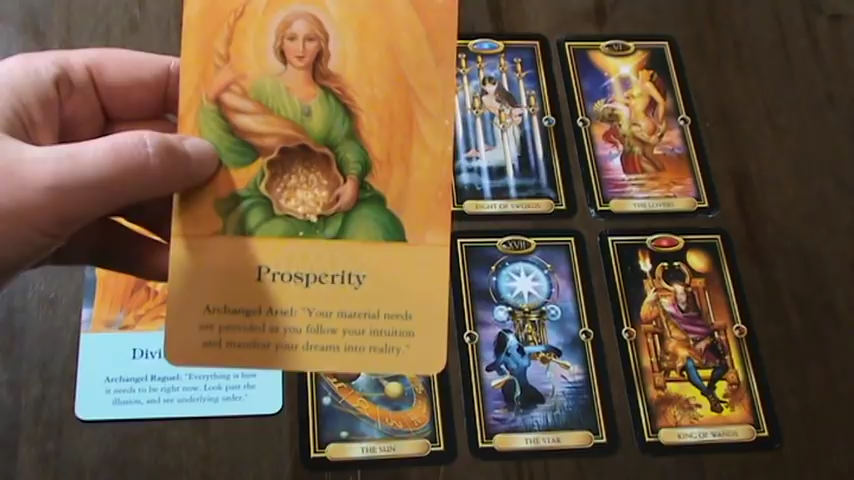 Prosperity
Archangel Ariel: "Your material needs
are provided as you follow your intuition
and manifest your dreams into reality."
Divi
Archangel Raguel: "Everything is how
it needs to be right now. Look past the
illusion, and see underlying order."
EIGHT OF SWORDS
VI
THE LOVERS
THE SUN
XVII
THE STAR
KING OF WANDS